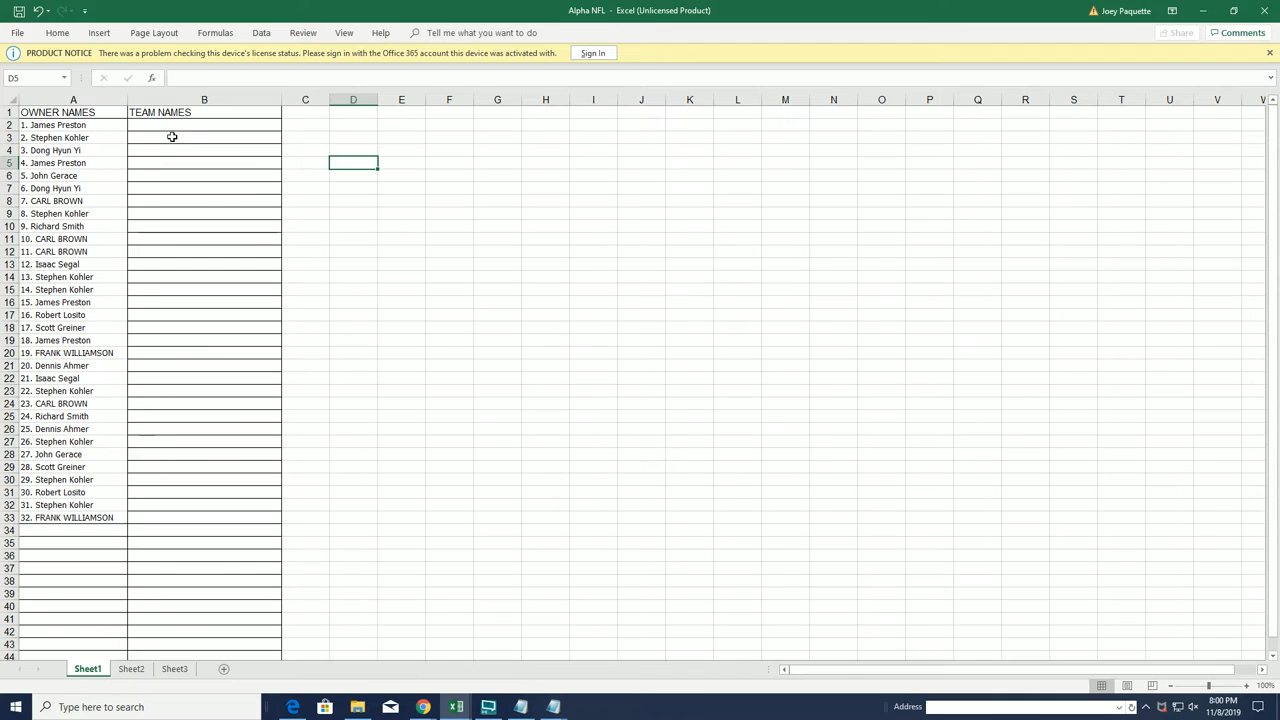 Alpha NFL - Excel (Unlicensed Product)
Joey Paquette
File Home Insert Page Layout Formulas Data Review View Help Tell me what you want to do
Share Comments
PRODUCT NOTICE There was a problem checking this device's license status. Please sign in with the Office 365 account this device was activated with. Sign In
D5 fx
A B C D E F G H I J K L M N O P Q R S T U V W
1 OWNER NAMES TEAM NAMES
2 1. James Preston
3 2. Stephen Kohler
4 3. Dong Hyun Yi
5 4. James Preston
6 5. John Gerace
7 6. Dong Hyun Yi
8 7. CARL BROWN
9 8. Stephen Kohler
10 9. Richard Smith
11 10. CARL BROWN
12 11. CARL BROWN
13 12. Isaac Segal
14 13. Stephen Kohler
15 14. Stephen Kohler
16 15. James Preston
17 16. Robert Losito
18 17. Scott Greiner
19 18. James Preston
20 19. FRANK WILLIAMSON
21 20. Dennis Ahmer
22 21. Isaac Segal
23 22. Stephen Kohler
24 23. CARL BROWN
25 24. Richard Smith
26 25. Dennis Ahmer
27 26. Stephen Kohler
28 27. John Gerace
29 28. Scott Greiner
30 29. Stephen Kohler
31 30. Robert Losito
32 31. Stephen Kohler
33 32. FRANK WILLIAMSON
34
35
36
37
38
39
40
41
42
43
44
Sheet1 Sheet2 Sheet3
100%
Type here to search
Address
8:00 PM
11/8/2019